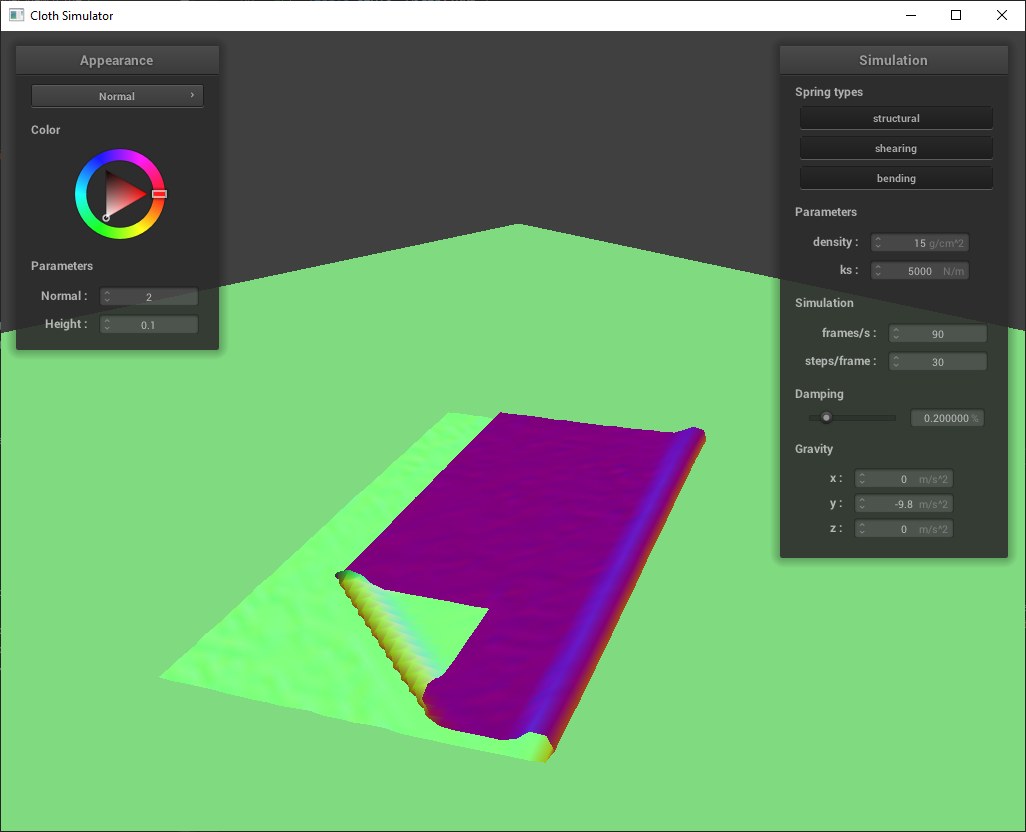 Cloth Simulator
Appearance
Normal
Color
Parameters
Normal : 2
Height : 0.1
Simulation
Spring types
structural
shearing
bending
Parameters
density : 15 g/cm^2
ks : 5000 N/m
Simulation
frames/s : 90
steps/frame : 30
Damping
0.200000 %
Gravity
x : 0 m/s^2
y : -9.8 m/s^2
z : 0 m/s^2